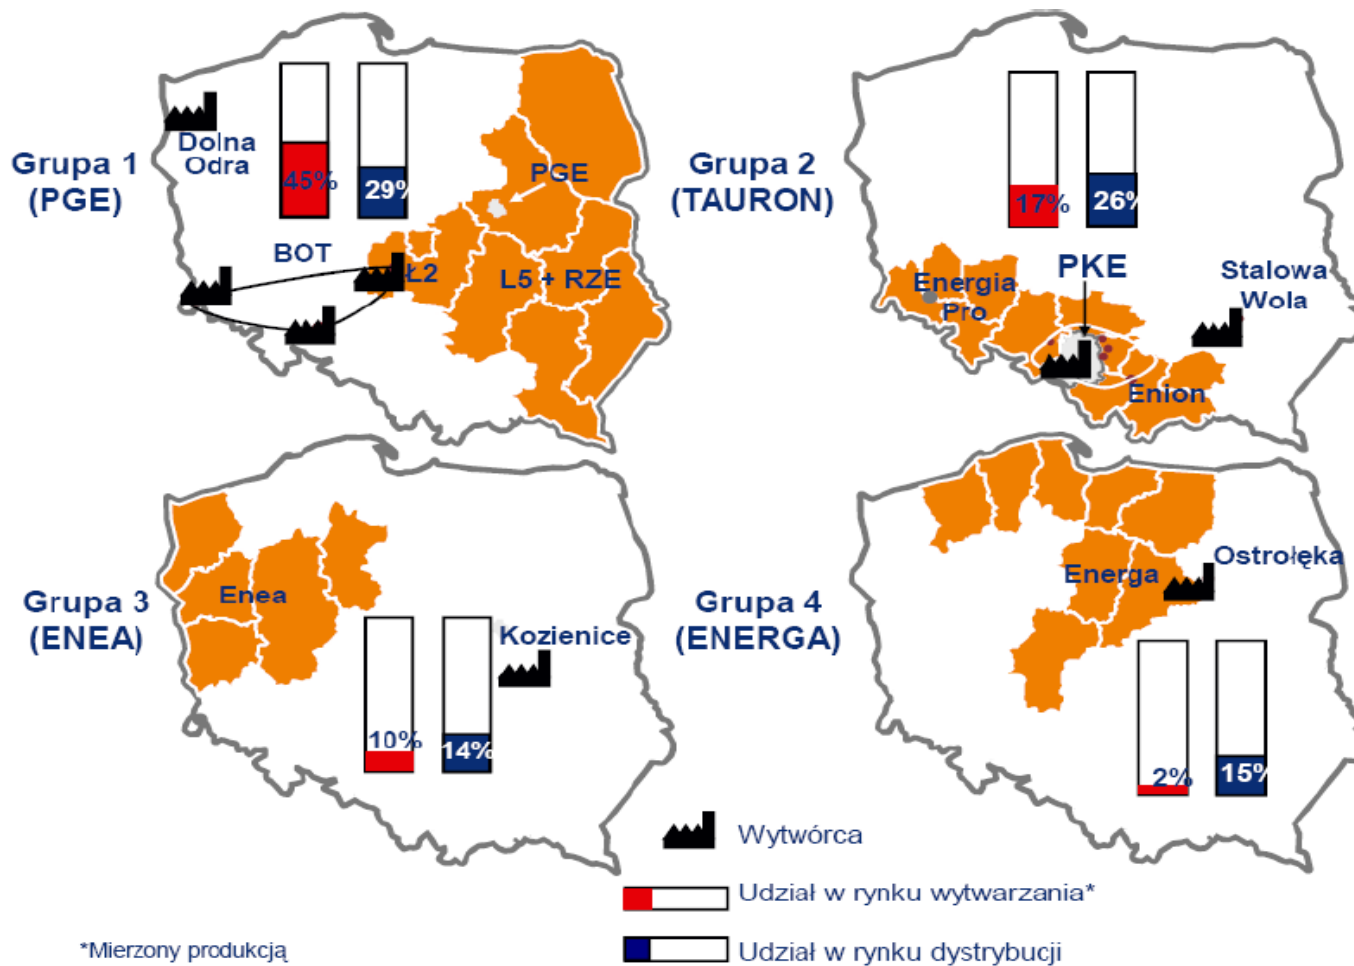 Grupa 1
(PGE)
Dolna
Odra
45%
29%
PGE
BOT
Ł2
L5 + RZE
Grupa 2
(TAURON)
17%
26%
Energia
Pro
PKE
Stalowa
Wola
Enion
Grupa 3
(ENEA)
Enea
10%
14%
Kozienice
Grupa 4
(ENERGA)
Energa
Ostrołęka
2%
15%
Wytwórca
Udział w rynku wytwarzania*
Udział w rynku dystrybucji
*Mierzony produkcją